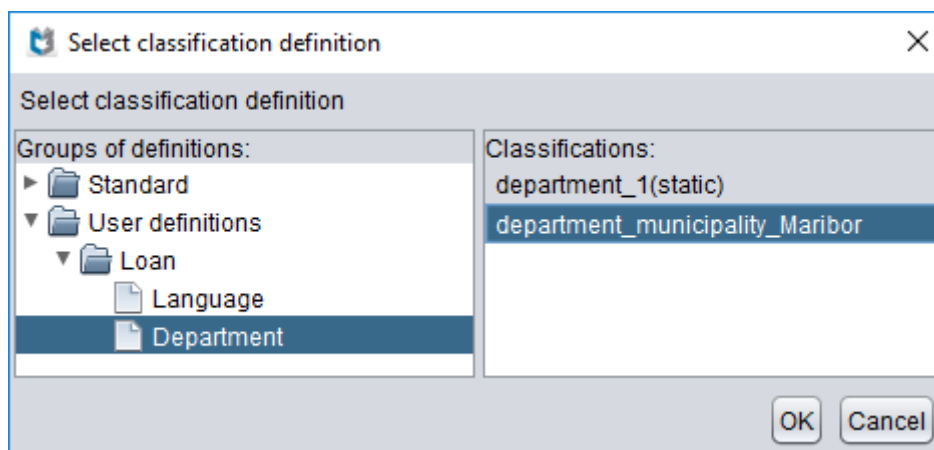 Select classification definition
Select classification definition
Groups of definitions:
Standard
User definitions
Loan
Language
Department
Classifications:
department_1(static)
department_municipality_Maribor
OK
Cancel